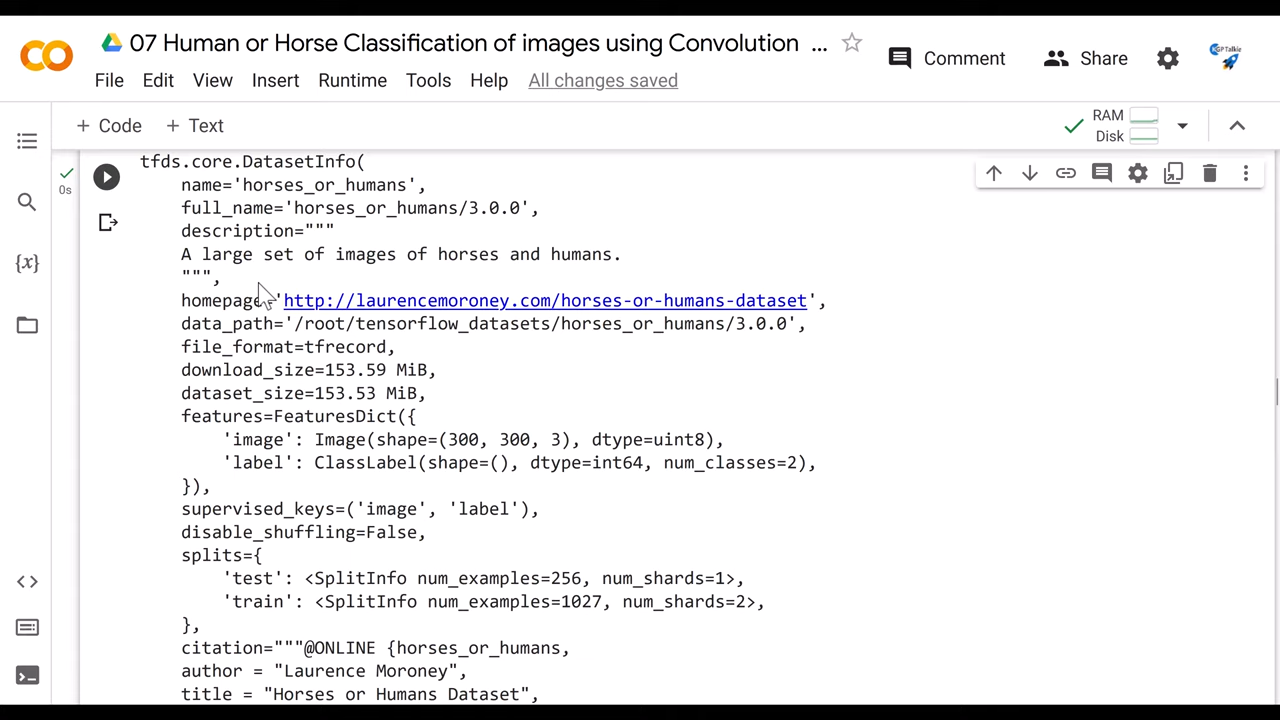 07 Human or Horse Classification of images using Convolution ...
File Edit View Insert Runtime Tools Help All changes saved
Comment Share
KGP Talkie
+ Code + Text
RAM
Disk
0s
tfds.core.DatasetInfo(
name='horses_or_humans',
full_name='horses_or_humans/3.0.0',
description="""
A large set of images of horses and humans.
""",
homepage='http://laurencemoroney.com/horses-or-humans-dataset',
data_path='/root/tensorflow_datasets/horses_or_humans/3.0.0',
file_format=tfrecord,
download_size=153.59 MiB,
dataset_size=153.53 MiB,
features=FeaturesDict({
'image': Image(shape=(300, 300, 3), dtype=uint8),
'label': ClassLabel(shape=(), dtype=int64, num_classes=2),
}),
supervised_keys=('image', 'label'),
disable_shuffling=False,
splits={
'test': <SplitInfo num_examples=256, num_shards=1>,
'train': <SplitInfo num_examples=1027, num_shards=2>,
},
citation="""@ONLINE {horses_or_humans,
author = "Laurence Moroney",
title = "Horses or Humans Dataset",